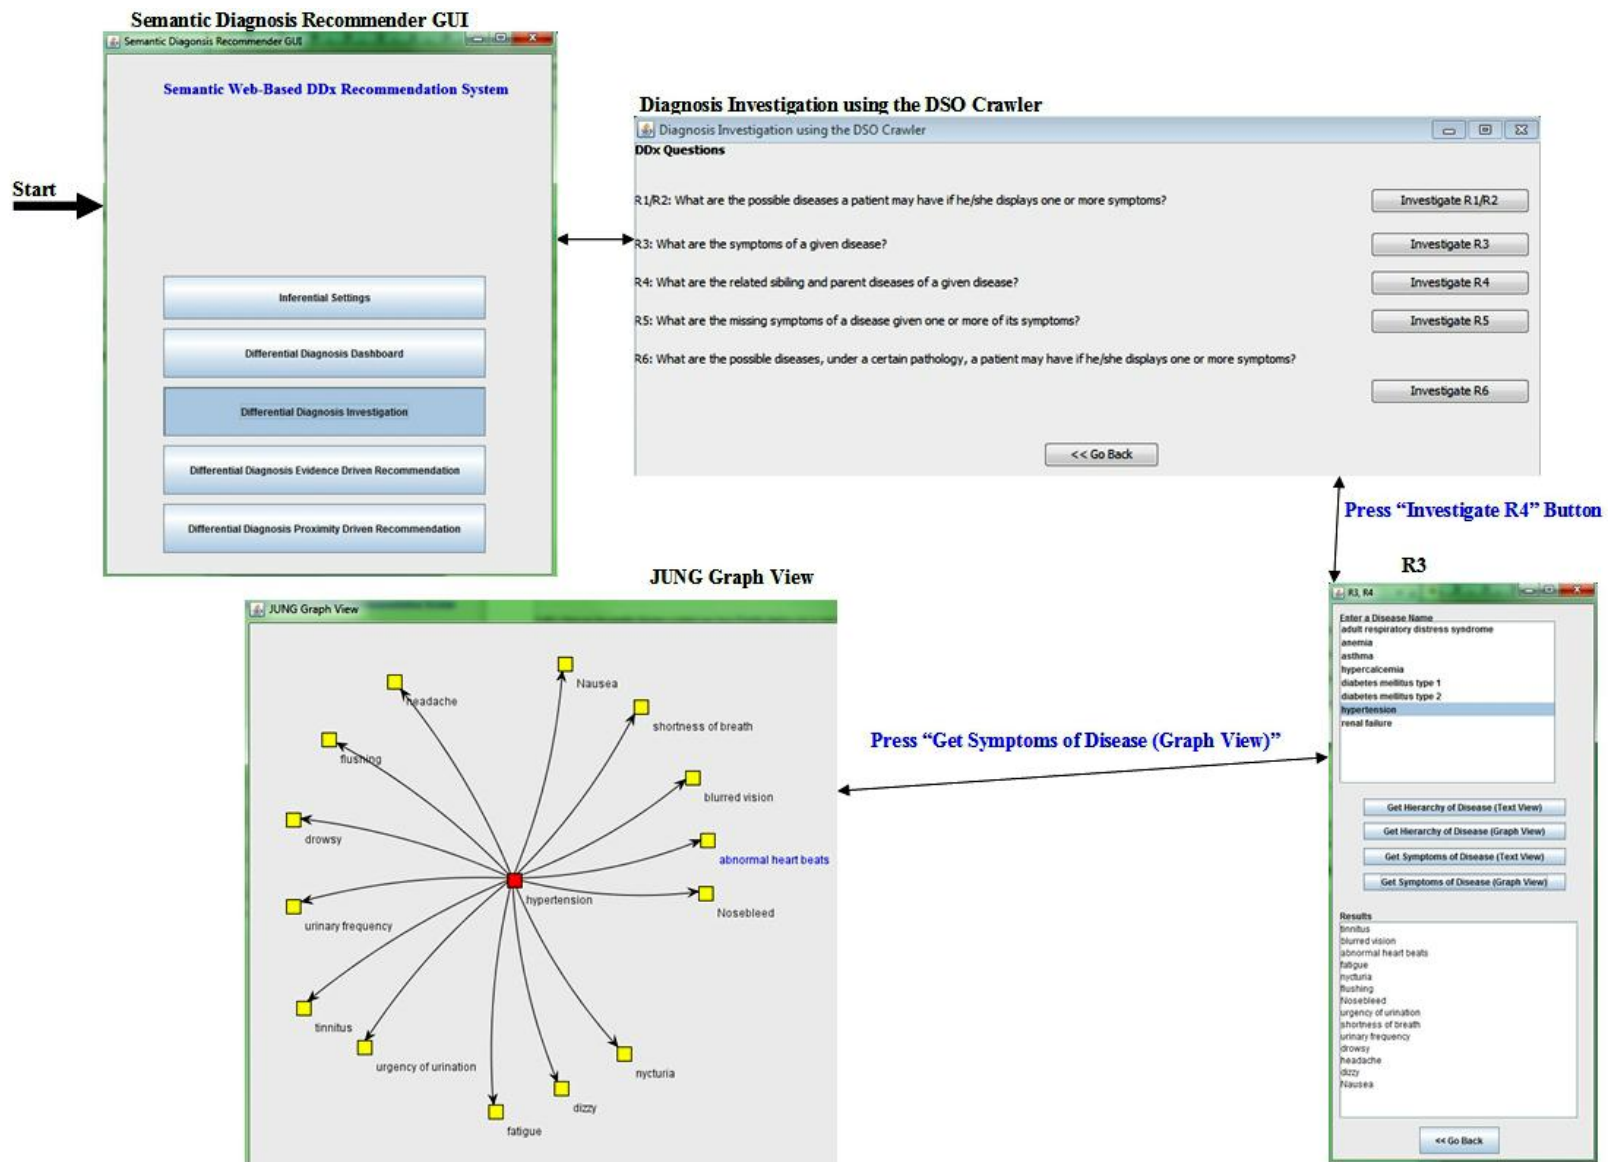 Semantic Diagnosis Recommender GUI
Semantic Diagonsis Recommender GUI
Semantic Web-Based DDx Recommendation System
Start
Inferential Settings
Differential Diagnosis Dashboard
Differential Diagnosis Investigation
Differential Diagnosis Evidence Driven Recommendation
Differential Diagnosis Proximity Driven Recommendation
Diagnosis Investigation using the DSO Crawler
Diagnosis Investigation using the DSO Crawler
DDx Questions
R1/R2: What are the possible diseases a patient may have if he/she displays one or more symptoms?
Investigate R1/R2
R3: What are the symptoms of a given disease?
Investigate R3
R4: What are the related sibiling and parent diseases of a given disease?
Investigate R4
R5: What are the missing symptoms of a disease given one or more of its symptoms?
Investigate R5
R6: What are the possible diseases, under a certain pathology, a patient may have if he/she displays one or more symptoms?
Investigate R6
<< Go Back
Press “Investigate R4” Button
R3
R3, R4
Enter a Disease Name
adult respiratory distress syndrome
anemia
asthma
hypercalcemia
diabetes mellitus type 1
diabetes mellitus type 2
hypertension
renal failure
Get Hierarchy of Disease (Text View)
Get Hierarchy of Disease (Graph View)
Get Symptoms of Disease (Text View)
Get Symptoms of Disease (Graph View)
Results
tinnitus
blurred vision
abnormal heart beats
fatigue
nycturia
flushing
Nosebleed
urgency of urination
shortness of breath
urinary frequency
drowsy
headache
dizzy
Nausea
<< Go Back
Press “Get Symptoms of Disease (Graph View)”
JUNG Graph View
JUNG Graph View
Nausea
headache
shortness of breath
flushing
blurred vision
drowsy
abnormal heart beats
hypertension
Nosebleed
urinary frequency
tinnitus
urgency of urination
nycturia
dizzy
fatigue